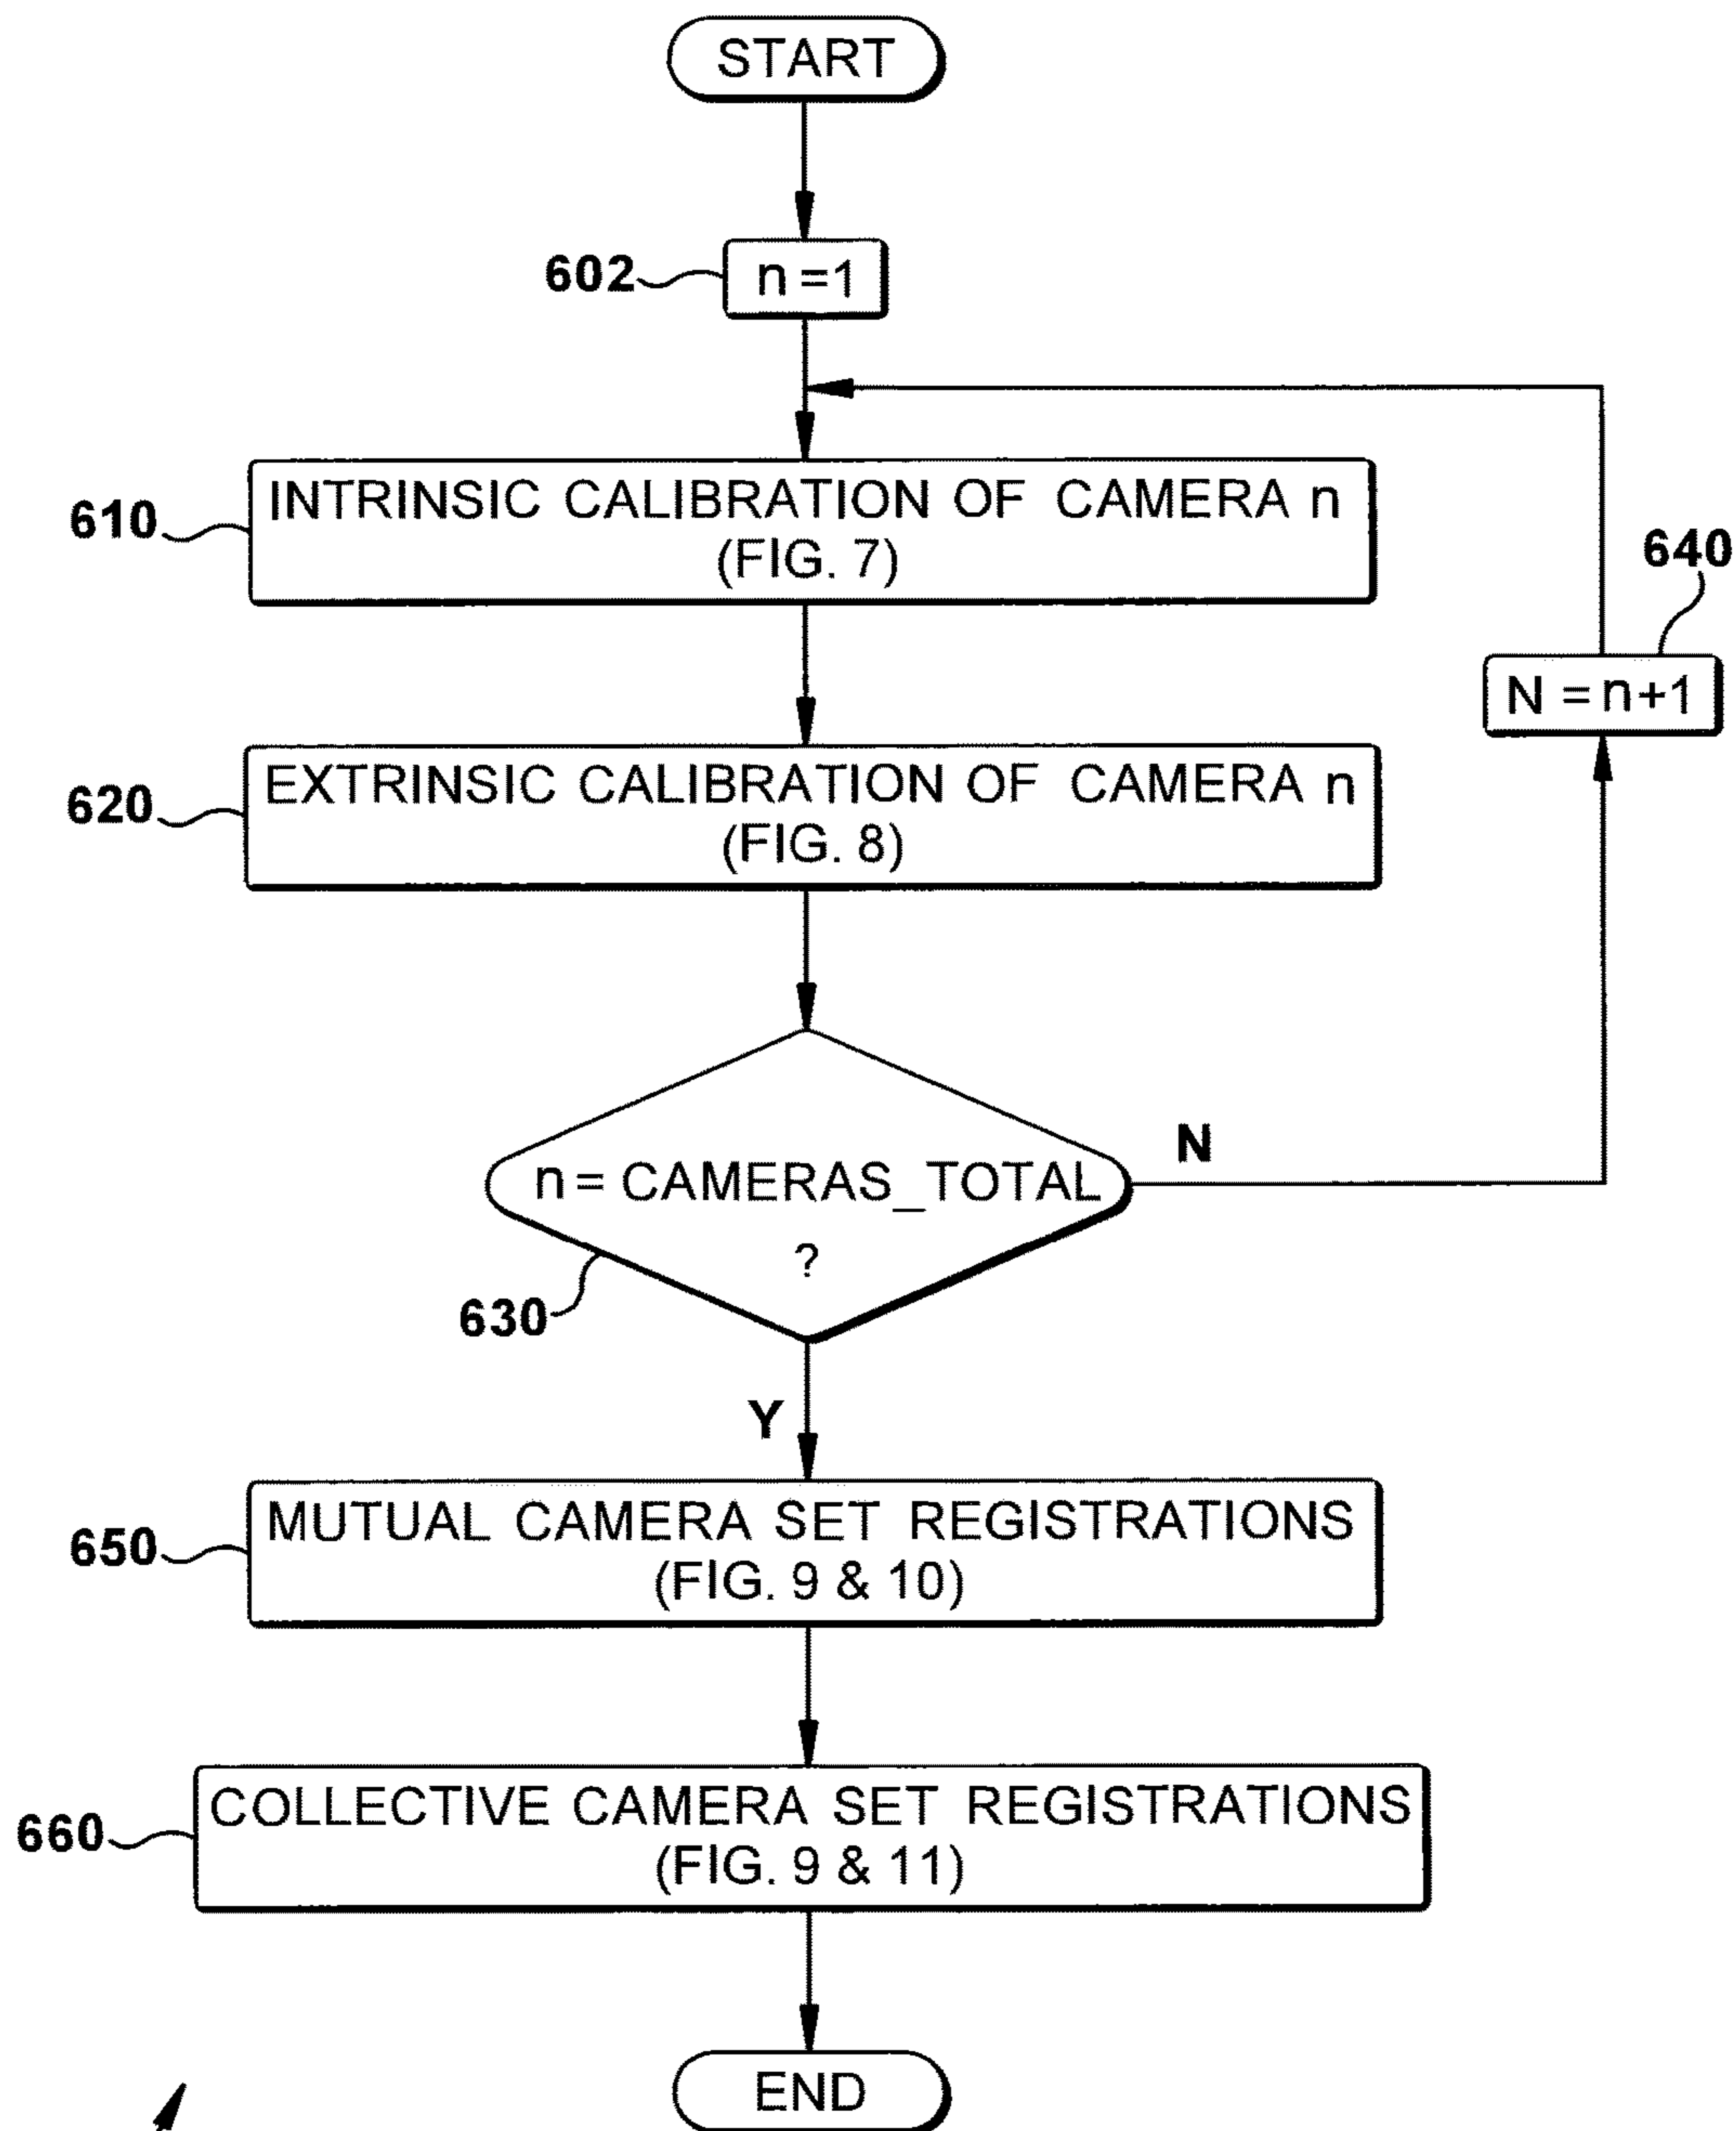 START
602
n=1
610
INTRINSIC CALIBRATION OF CAMERA n
(FIG. 7)
640
N = n+1
620
EXTRINSIC CALIBRATION OF CAMERA n
(FIG. 8)
n = CAMERAS_TOTAL
?
N
630
Y
650
MUTUAL CAMERA SET REGISTRATIONS
(FIG. 9 & 10)
660
COLLECTIVE CAMERA SET REGISTRATIONS
(FIG. 9 & 11)
END